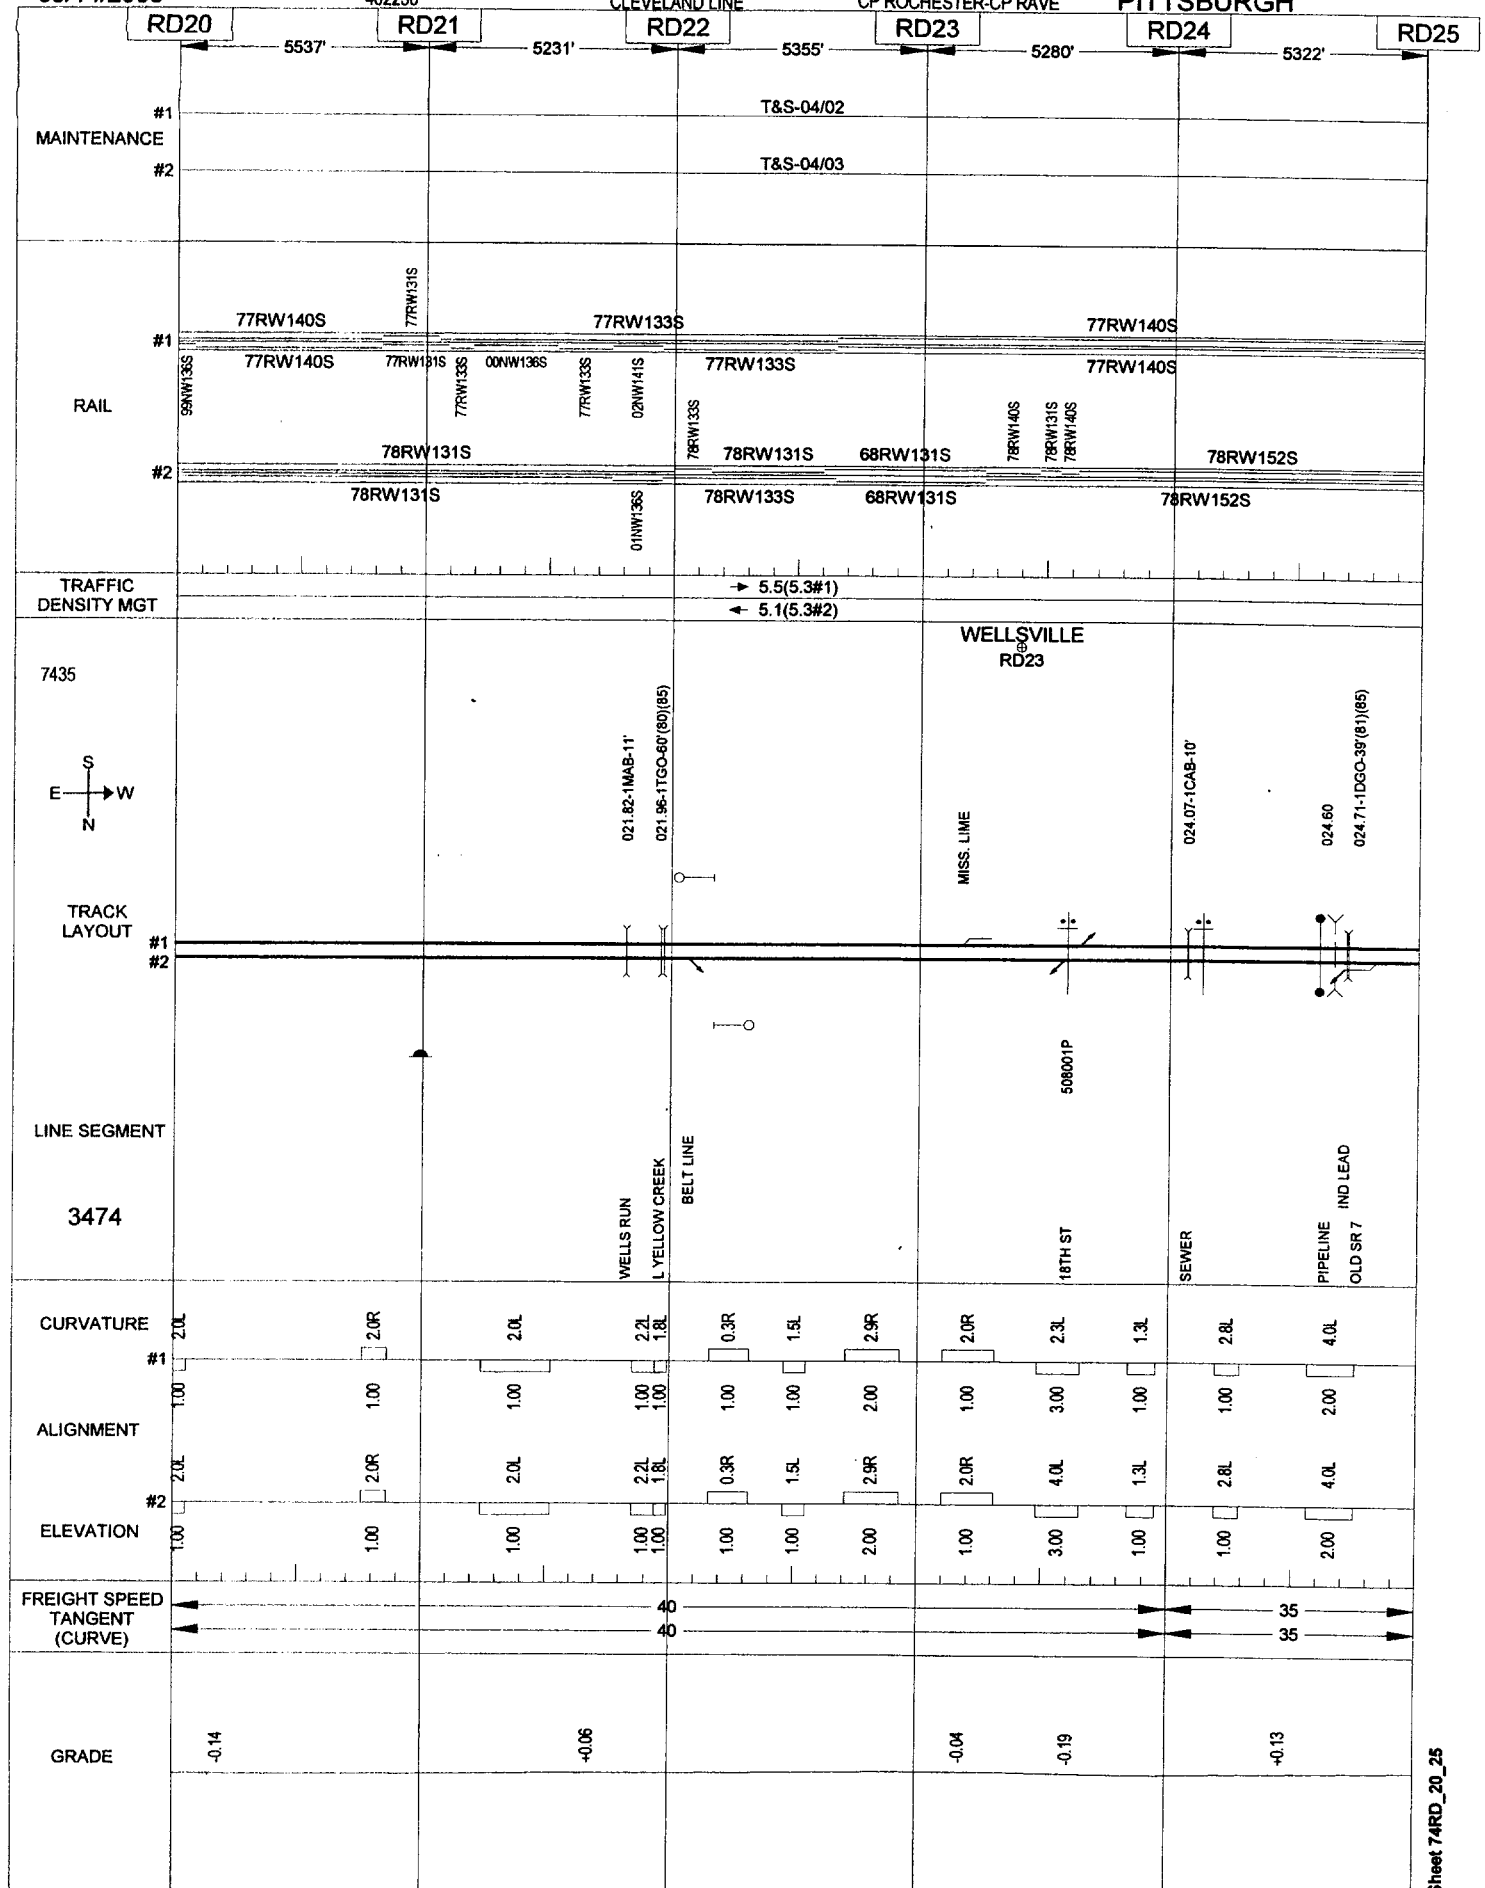 CLEVELAND LINE CP ROCHESTER-CP RAVE PITTSBURGH
RD20 RD21 RD22 RD23 RD24 RD25
5537' 5231' 5355' 5280' 5322'
#1 T&S-04/02
MAINTENANCE
#2 T&S-04/03
77RW131S
77RW140S 77RW133S 77RW140S
#1
77RW140S 77RW131S 00NW136S 77RW133S 77RW140S
99NW136S 77RW133S 77RW133S 02NW141S
RAIL
78RW133S 78RW140S 78RW131S 78RW140S
78RW131S 78RW131S 68RW131S 78RW152S
#2
78RW131S 78RW133S 68RW131S 78RW152S
01NW136S
TRAFFIC
DENSITY MGT
→ 5.5(5.3#1)
← 5.1(5.3#2)
WELLSVILLE
RD23
7435
S
E W
N
021.82-1MAB-11'
021.96-1TGO-60'(80)(85)
MISS. LIME
024.07-1CAB-10'
024.60
024.71-1DGO-39'(81)(85)
TRACK
LAYOUT
#1
#2
508001P
LINE SEGMENT
3474
WELLS RUN
L YELLOW CREEK
BELT LINE
18TH ST
SEWER
PIPELINE
IND LEAD
OLD SR 7
CURVATURE
2.0L 2.0R 2.0L 2.2L 1.8L 0.3R 1.5L 2.9R 2.0R 2.3L 1.3L 2.8L 4.0L
#1
1.00 1.00 1.00 1.00 1.00 1.00 1.00 2.00 1.00 3.00 1.00 1.00 2.00
ALIGNMENT
2.0L 2.0R 2.0L 2.2L 1.8L 0.3R 1.5L 2.9R 2.0R 4.0L 1.3L 2.8L 4.0L
#2
ELEVATION
1.00 1.00 1.00 1.00 1.00 1.00 1.00 2.00 1.00 3.00 1.00 1.00 2.00
FREIGHT SPEED
TANGENT
(CURVE)
40 35
40 35
GRADE
-0.14 +0.06 -0.04 -0.19 +0.13
Sheet 74RD_20_25